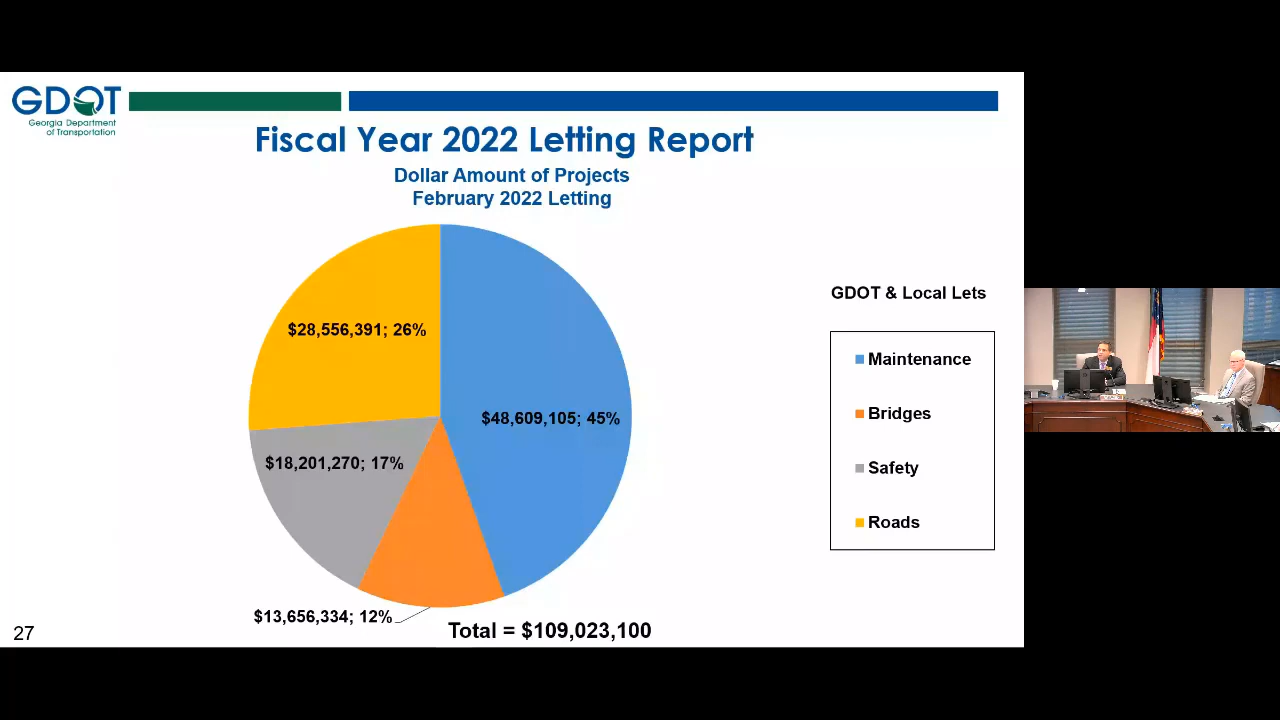 GDOT
Georgia Department
of Transportation
Fiscal Year 2022 Letting Report
Dollar Amount of Projects
February 2022 Letting
GDOT & Local Lets
$28,556,391; 26%
Maintenance
$48,609,105; 45%
Bridges
$18,201,270; 17%
Safety
Roads
$13,656,334; 12%
Total = $109,023,100
27